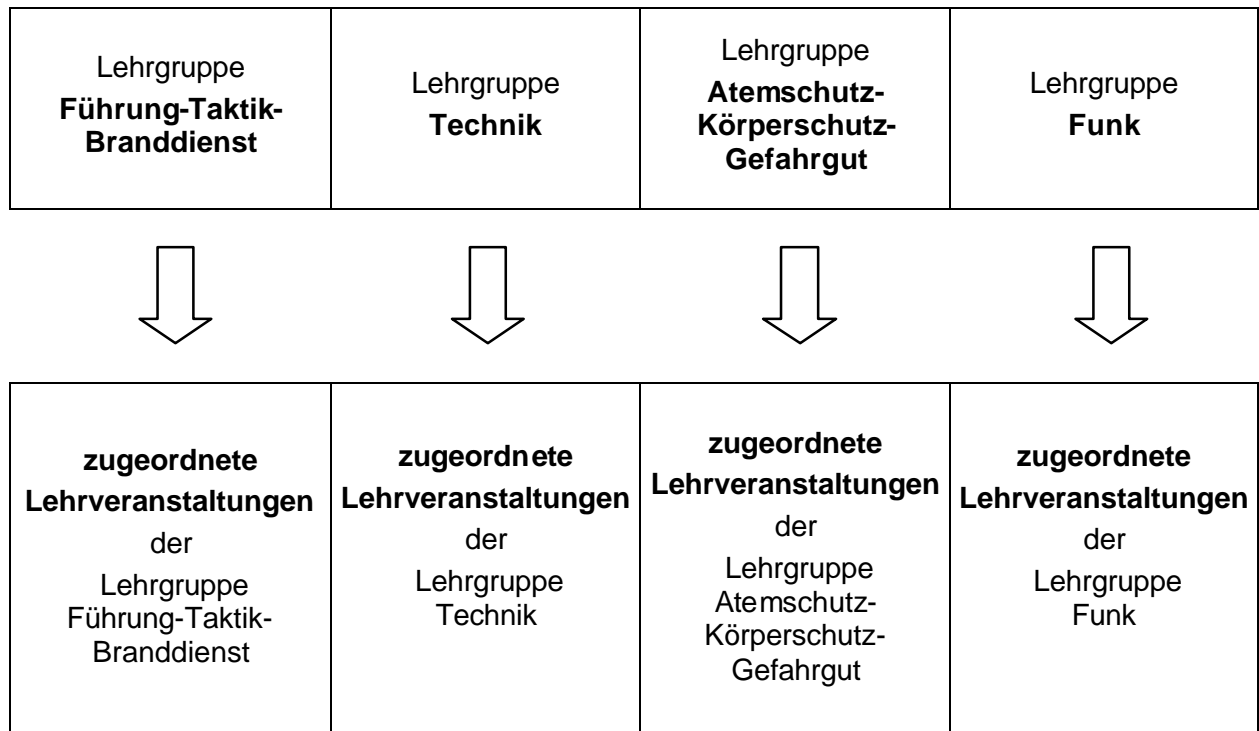 Lehrgruppe
Führung-Taktik-
Branddienst
Lehrgruppe
Technik
Lehrgruppe
Atemschutz-
Körperschutz-
Gefahrgut
Lehrgruppe
Funk
zugeordnete
Lehrveranstaltungen
der
Lehrgruppe
Führung-Taktik-
Branddienst
zugeordnete
Lehrveranstaltungen
der
Lehrgruppe
Technik
zugeordnete
Lehrveranstaltungen
der
Lehrgruppe
Atemschutz-
Körperschutz-
Gefahrgut
zugeordnete
Lehrveranstaltungen
der
Lehrgruppe
Funk